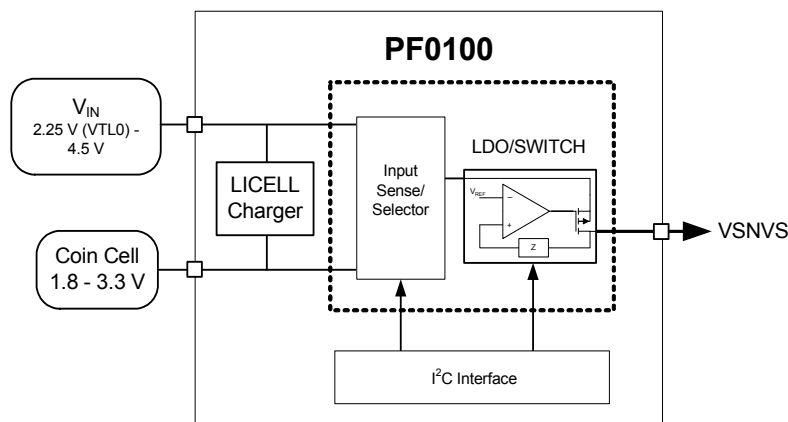 PF0100
V_IN
2.25 V (VTL0) -
4.5 V
LICELL
Charger
Coin Cell
1.8 - 3.3 V
Input
Sense/
Selector
LDO/SWITCH
V_REF
−
+
Z
VSNVS
I²C Interface